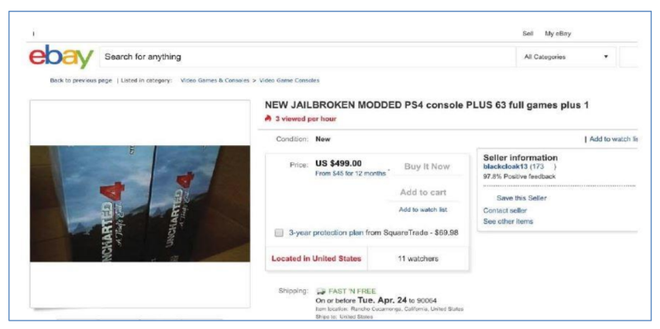 Sell My eBay
ebay
Search for anything
All Categories
Back to previous page | Listed in category: Video Games & Consoles > Video Game Consoles
NEW JAILBROKEN MODDED PS4 console PLUS 63 full games plus 1
3 viewed per hour
Condition: New
| Add to watch lis
Price: US $499.00
From $45 for 12 months
Buy It Now
Add to cart
Add to watch list
3-year protection plan from SquareTrade - $69.98
Located in United States
11 watchers
Seller information
blackcloak13 (173 )
97.8% Positive feedback
Save this Seller
Contact seller
See other items
UNCHARTED 4
UNCHARTED 4
Shipping: FAST 'N FREE
On or before Tue. Apr. 24 to 90064
Item location: Rancho Cucamonga, California, United States
Ships to: United States